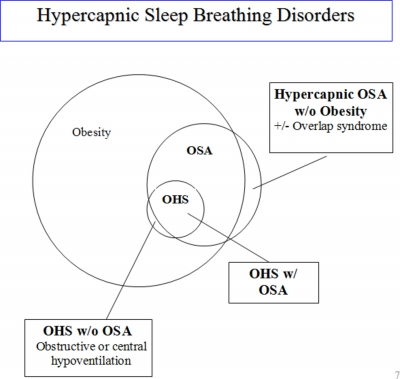 Hypercapnic Sleep Breathing Disorders
Hypercapnic OSA
w/o Obesity
+/- Overlap syndrome
Obesity
OSA
OHS
OHS w/
OSA
OHS w/o OSA
Obstructive or central
hypoventilation
7